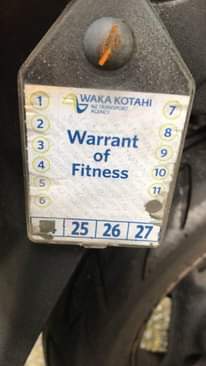 WAKA KOTAHI
NZ TRANSPORT
AGENCY
1
2
3
4
5
6
7
8
9
10
11
Warrant
of
Fitness
25 26 27